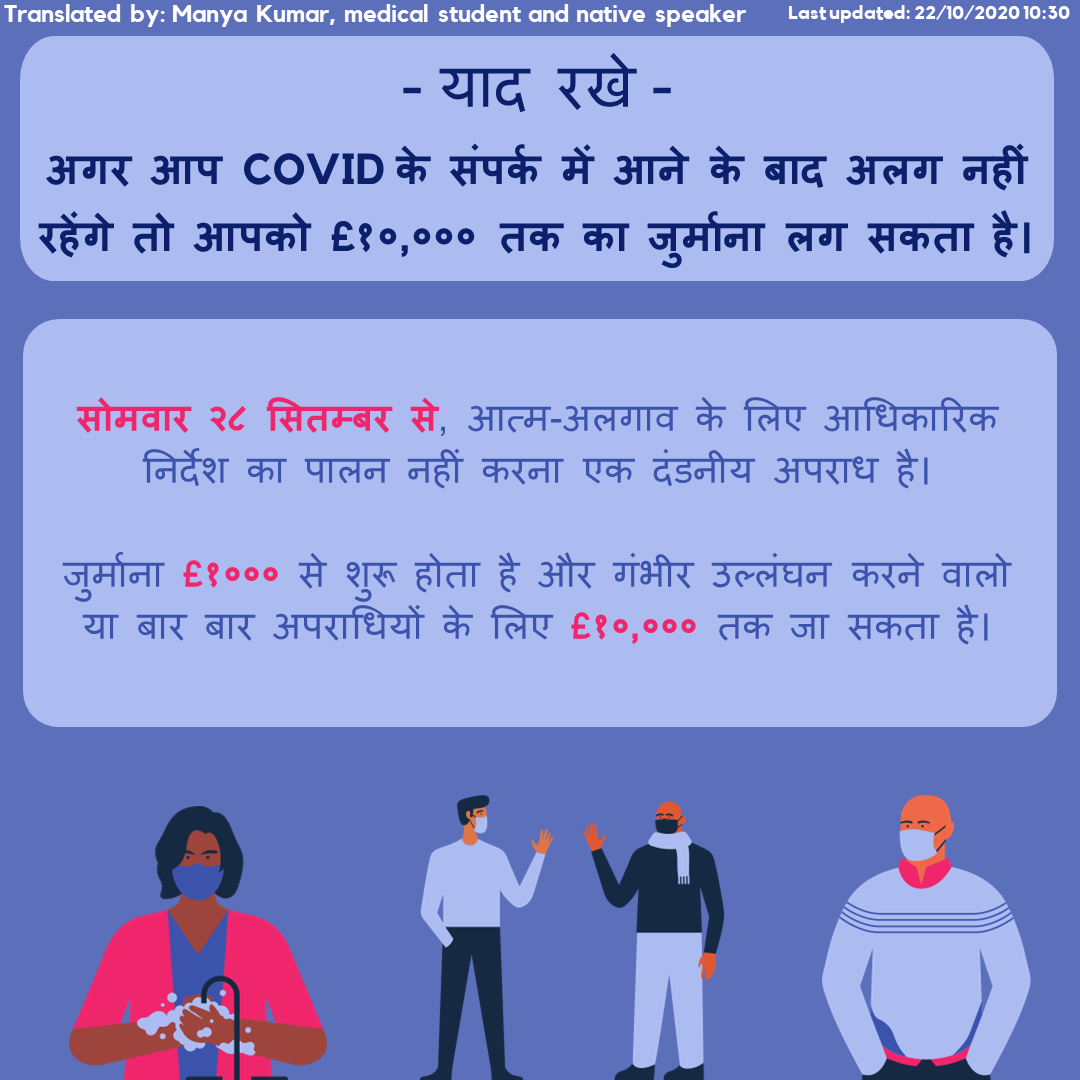 Translated by: Manya Kumar, medical student and native speaker
Last updated: 22/10/2020 10:30
- याद रखे -
अगर आप COVID के संपर्क में आने के बाद अलग नहीं
रहेंगे तो आपको £१०,००० तक का जुर्माना लग सकता है।
सोमवार २८ सितम्बर से, आत्म-अलगाव के लिए आधिकारिक
निर्देश का पालन नहीं करना एक दंडनीय अपराध है।
जुर्माना £१००० से शुरू होता है और गंभीर उल्लंघन करने वालो
या बार बार अपराधियों के लिए £१०,००० तक जा सकता है।